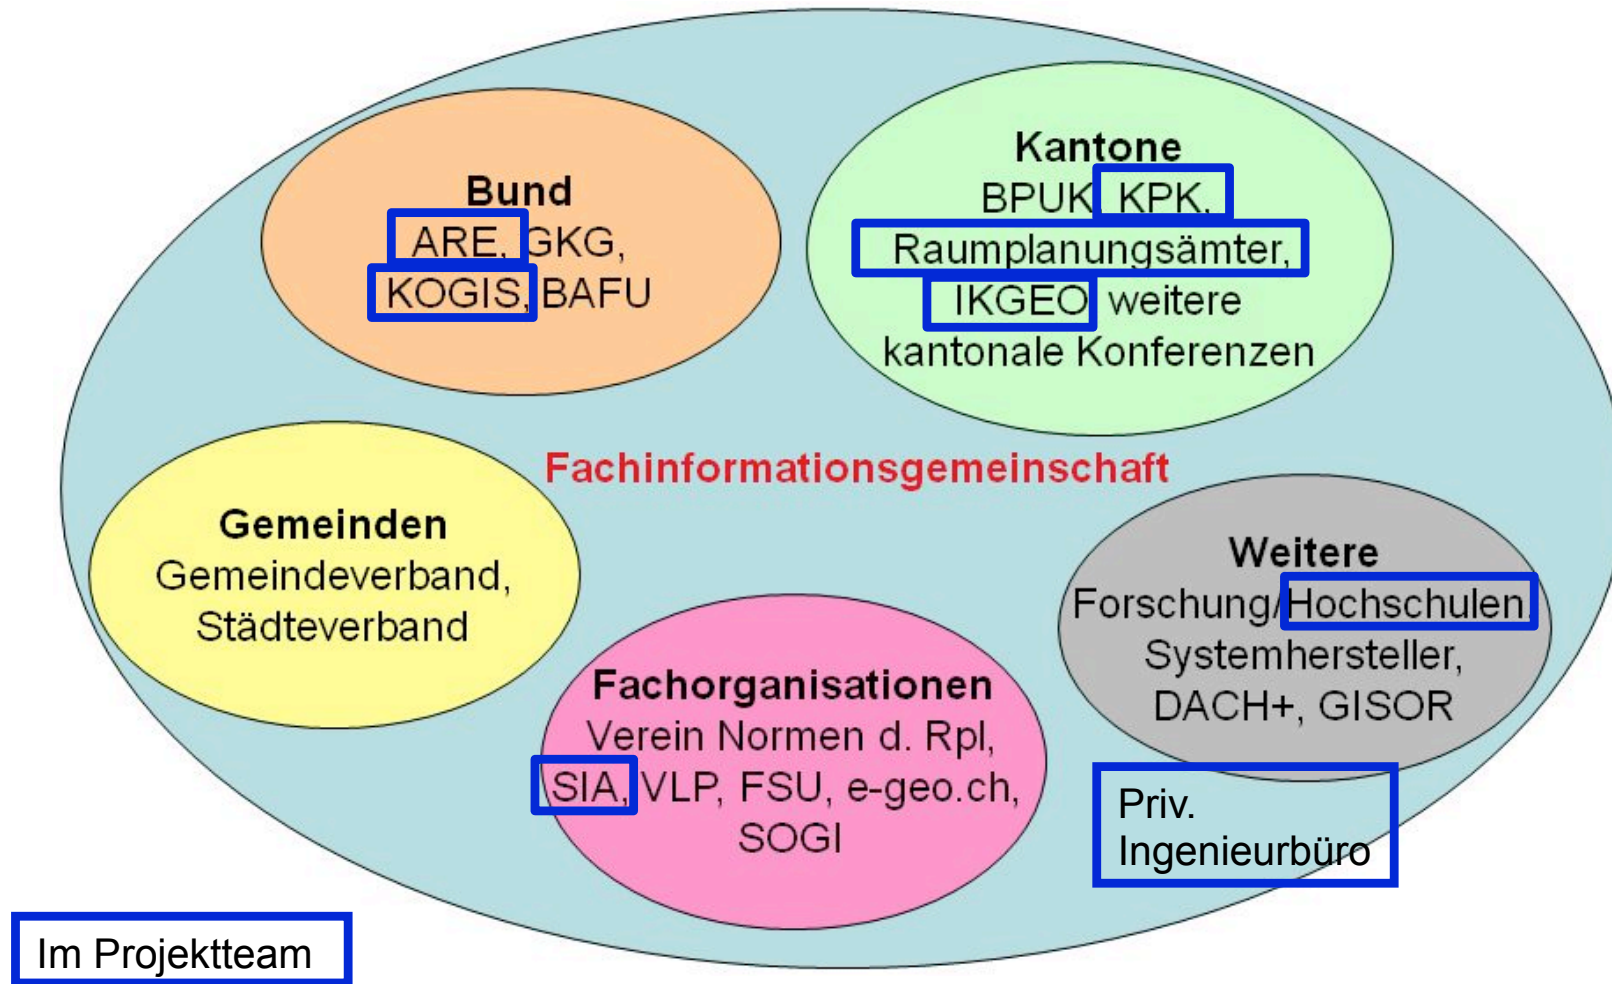 Bund
ARE, GKG,
KOGIS, BAFU
Kantone
BPUK, KPK,
Raumplanungsämter,
IKGEO, weitere
kantonale Konferenzen
Fachinformationsgemeinschaft
Gemeinden
Gemeindeverband,
Städteverband
Weitere
Forschung/Hochschulen,
Systemhersteller,
DACH+, GISOR
Fachorganisationen
Verein Normen d. Rpl,
SIA, VLP, FSU, e-geo.ch,
SOGI
Priv.
Ingenieurbüro
Im Projektteam